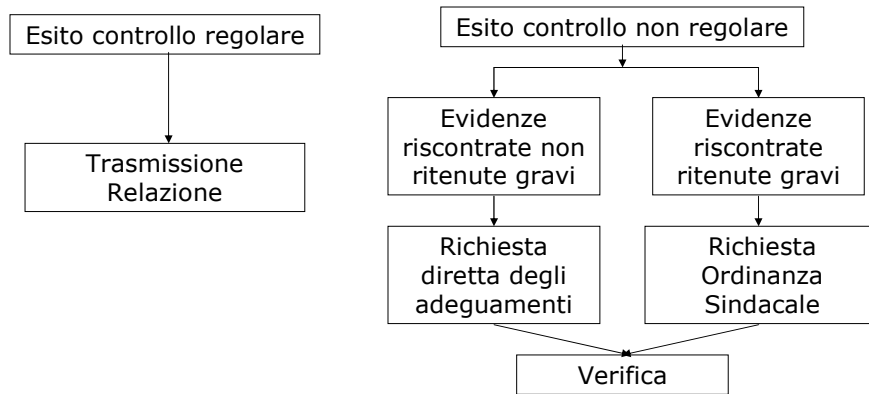 Esito controllo regolare
Trasmissione
Relazione
Esito controllo non regolare
Evidenze
riscontrate non
ritenute gravi
Evidenze
riscontrate
ritenute gravi
Richiesta
diretta degli
adeguamenti
Richiesta
Ordinanza
Sindacale
Verifica